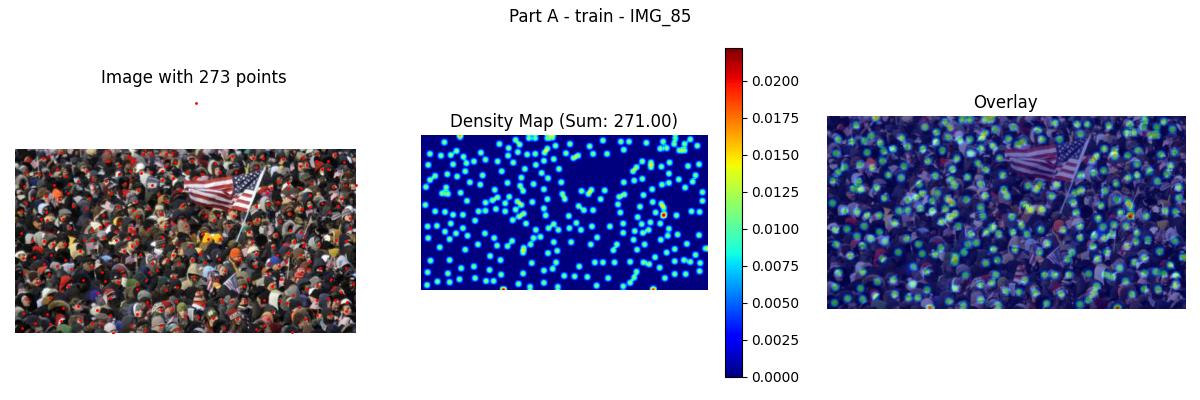 Part A - train - IMG_85
Image with 273 points
Density Map (Sum: 271.00)
0.0200
0.0175
0.0150
0.0125
0.0100
0.0075
0.0050
0.0025
0.0000
Overlay